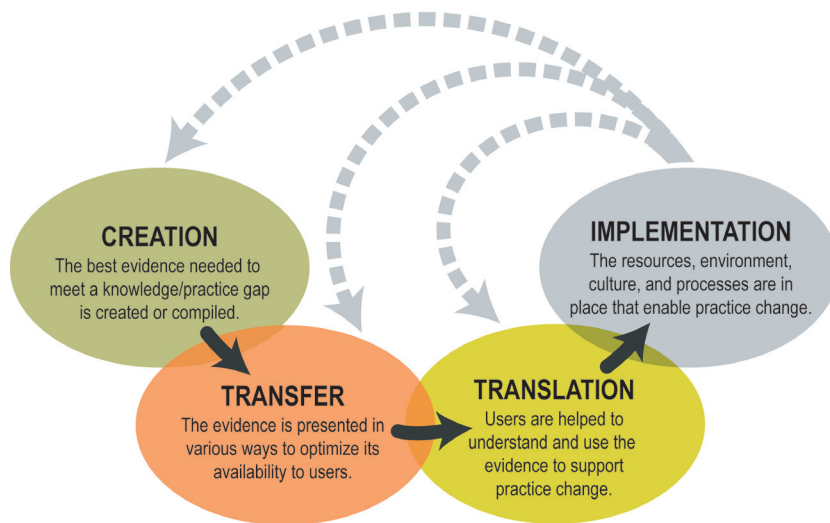 CREATION
The best evidence needed to
meet a knowledge/practice gap
is created or compiled.
TRANSFER
The evidence is presented in
various ways to optimize its
availability to users.
TRANSLATION
Users are helped to
understand and use the
evidence to support
practice change.
IMPLEMENTATION
The resources, environment,
culture, and processes are in
place that enable practice change.